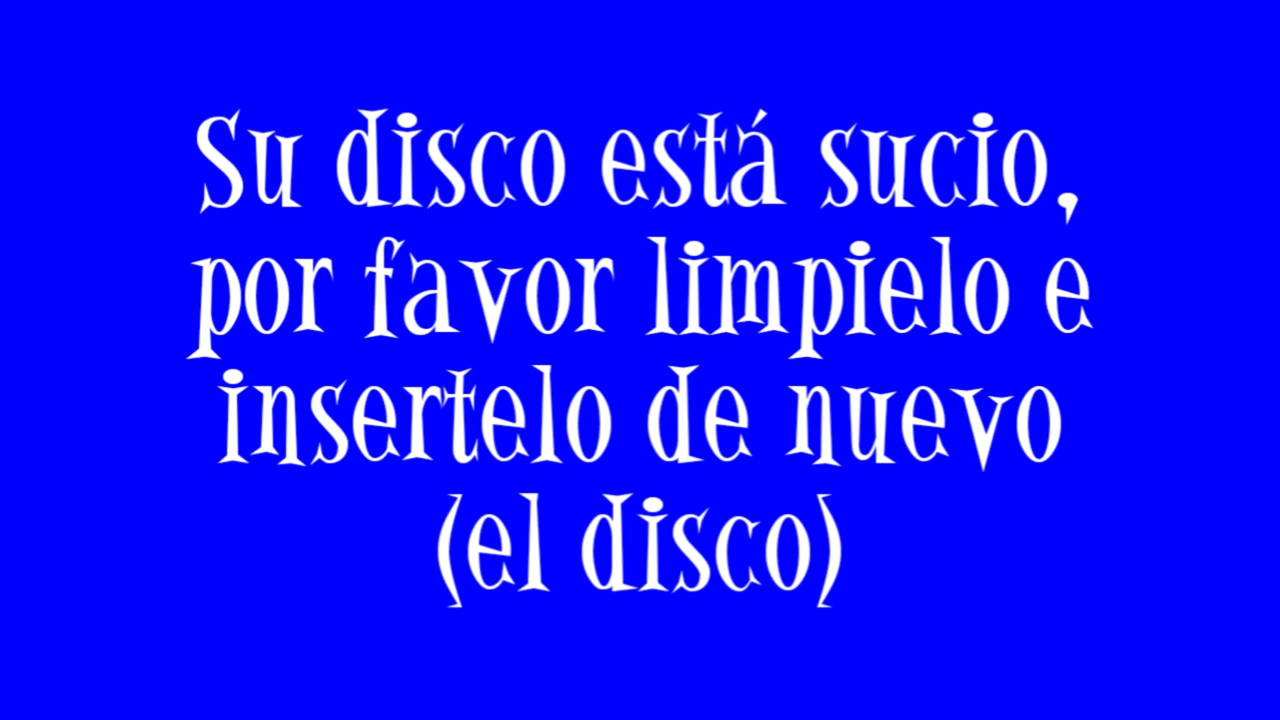 Su disco está sucio,
por favor limpielo e
insertelo de nuevo
(el disco)